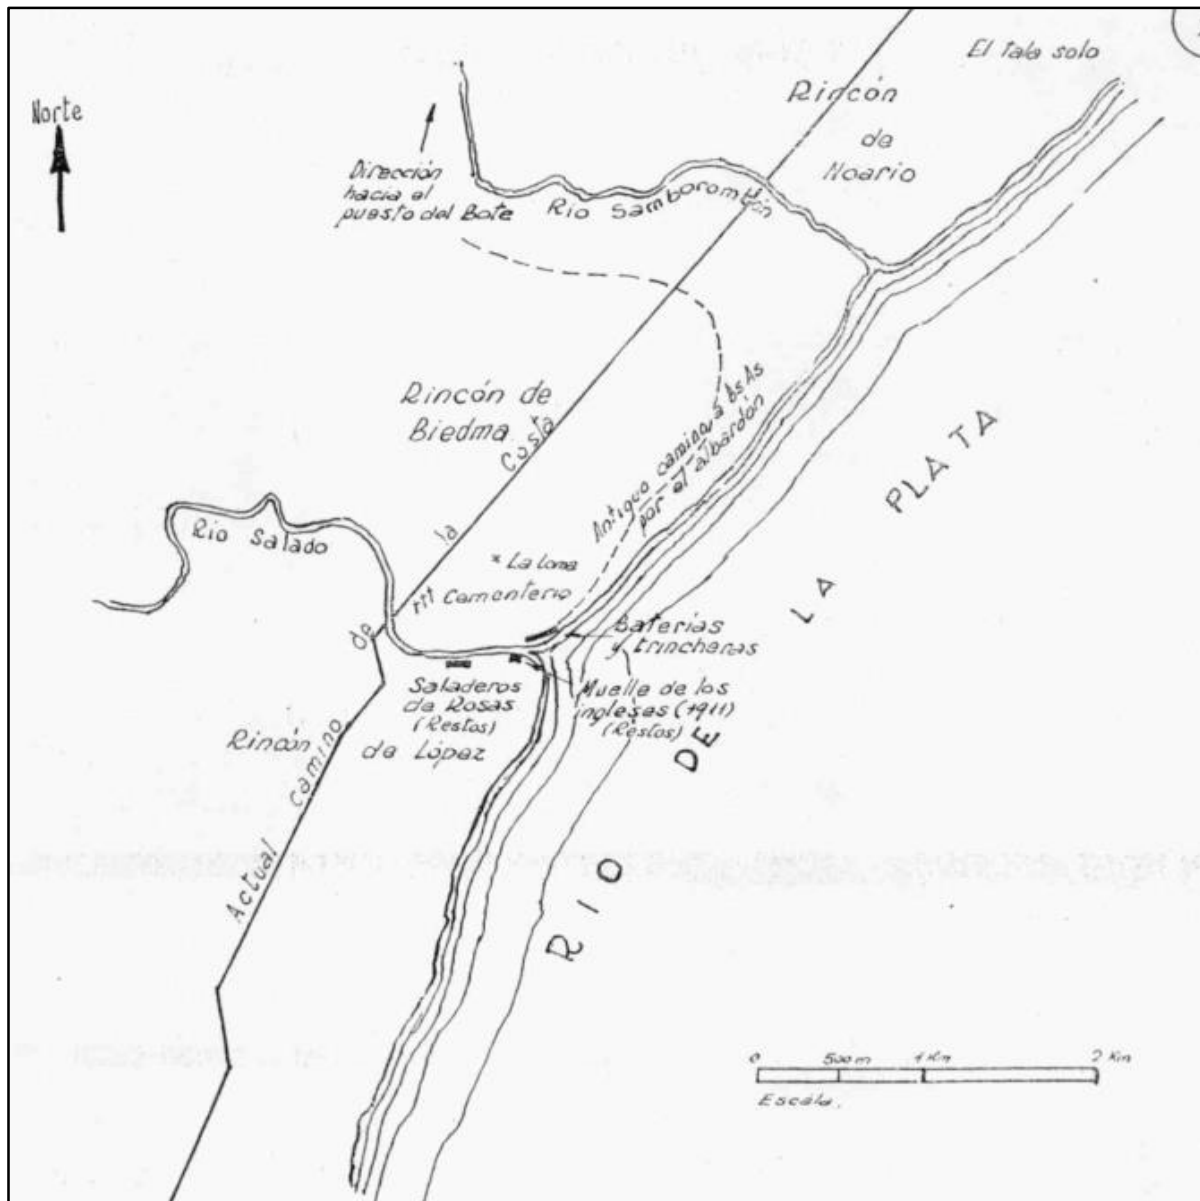 El tala solo
Norte
Rincón
de
Noario
Dirección
hacia el
puesto del Bote
Río Samborombón
Rincón de
Biedma
Antiguo camino a Bs As
por el albardón
Río Salado
* La loma
ttt Cementerio
Baterías
y trincheras
Saladeros
de Rosas
(Restos)
Muelle de los
ingleses (1911)
(Restos)
Rincón de López
Actual camino de la Costa
RIO DE LA PLATA
0 500 m 1 Km 2 Km
Escala.